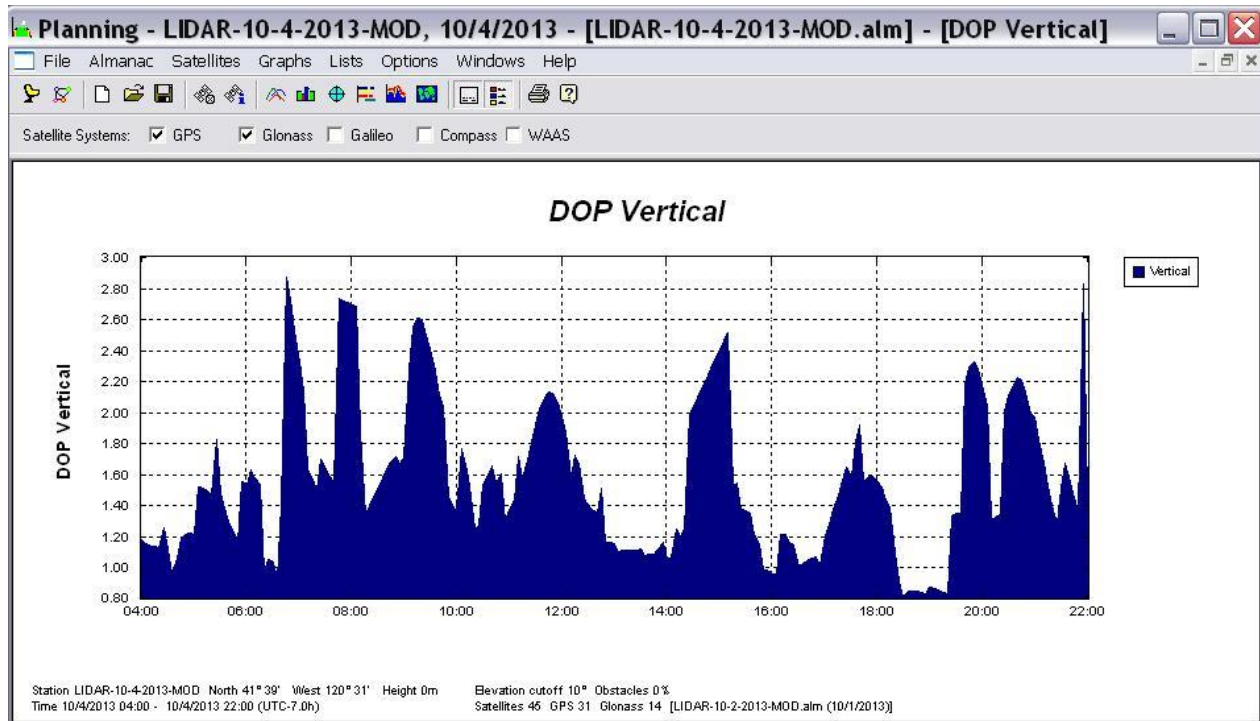 Planning - LIDAR-10-4-2013-MOD, 10/4/2013 - [LIDAR-10-4-2013-MOD.alm] - [DOP Vertical]
File Almanac Satellites Graphs Lists Options Windows Help
Satellite Systems: GPS Glonass Galileo Compass WAAS
DOP Vertical
Vertical
DOP Vertical
3.00
2.80
2.60
2.40
2.20
2.00
1.80
1.60
1.40
1.20
1.00
0.80
04:00 06:00 08:00 10:00 12:00 14:00 16:00 18:00 20:00 22:00
Station LIDAR-10-4-2013-MOD North 41° 39' West 120° 31' Height 0m Elevation cutoff 10° Obstacles 0%
Time 10/4/2013 04:00 - 10/4/2013 22:00 (UTC-7.0h) Satellites 45 GPS 31 Glonass 14 [LIDAR-10-2-2013-MOD.alm (10/1/2013)]